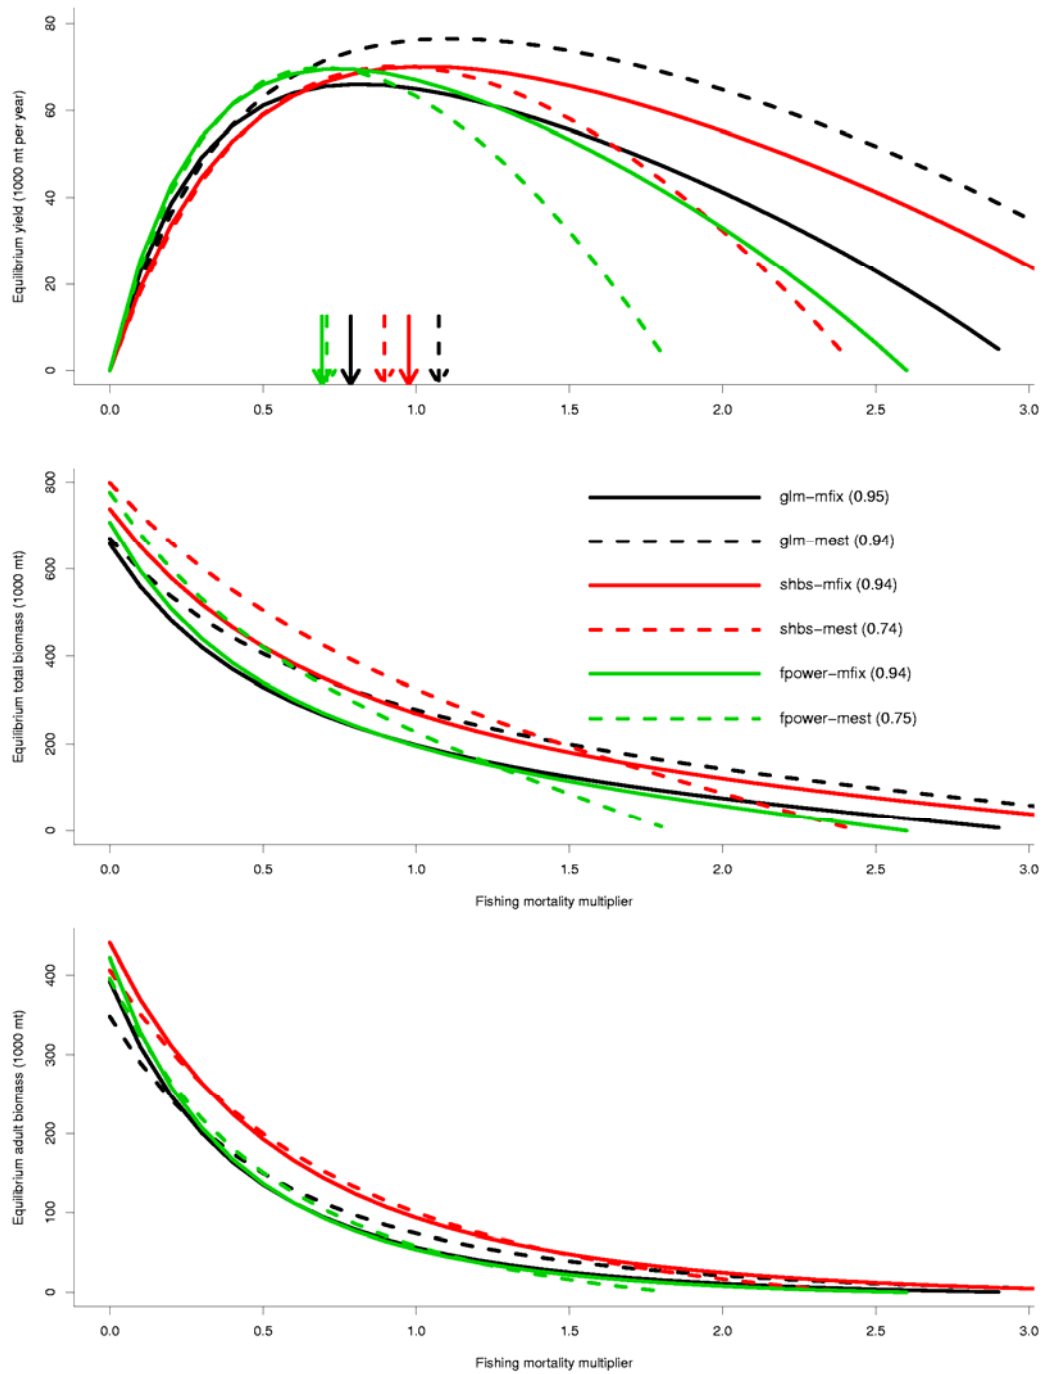 Equilibrium yield (1000 mt per year)
80
60
40
20
0
0.0 0.5 1.0 1.5 2.0 2.5 3.0
Equilibrium total biomass (1000 mt)
800
600
400
200
0
glm−mfix (0.95)
glm−mest (0.94)
shbs−mfix (0.94)
shbs−mest (0.74)
fpower−mfix (0.94)
fpower−mest (0.75)
0.0 0.5 1.0 1.5 2.0 2.5 3.0
Fishing mortality multiplier
Equilibrium adult biomass (1000 mt)
400
300
200
100
0
0.0 0.5 1.0 1.5 2.0 2.5 3.0
Fishing mortality multiplier